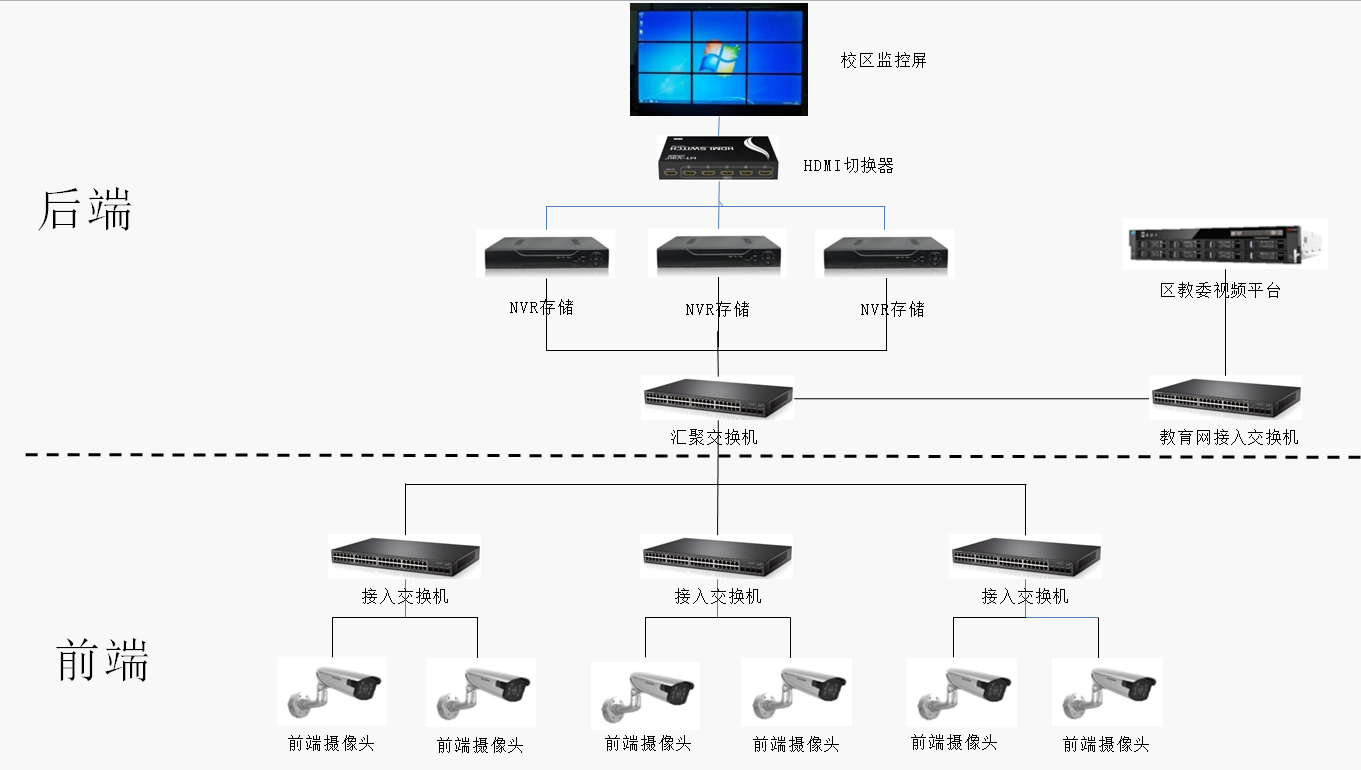 校区监控屏
HDMI SWITCH
HDMI切换器
后端
NVR存储
NVR存储
NVR存储
区教委视频平台
汇聚交换机
教育网接入交换机
接入交换机
接入交换机
接入交换机
前端
前端摄像头
前端摄像头
前端摄像头
前端摄像头
前端摄像头
前端摄像头